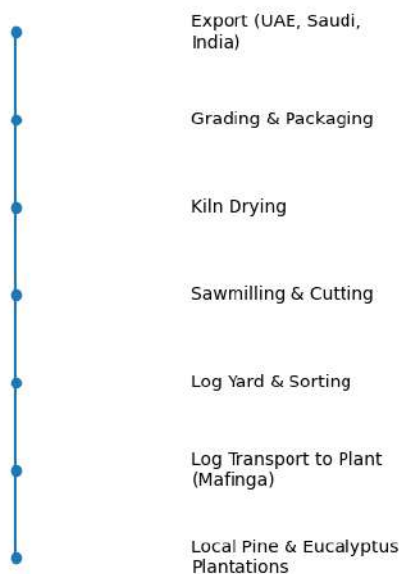 Export (UAE, Saudi,
India)
Grading & Packaging
Kiln Drying
Sawmilling & Cutting
Log Yard & Sorting
Log Transport to Plant
(Mafinga)
Local Pine & Eucalyptus
Plantations